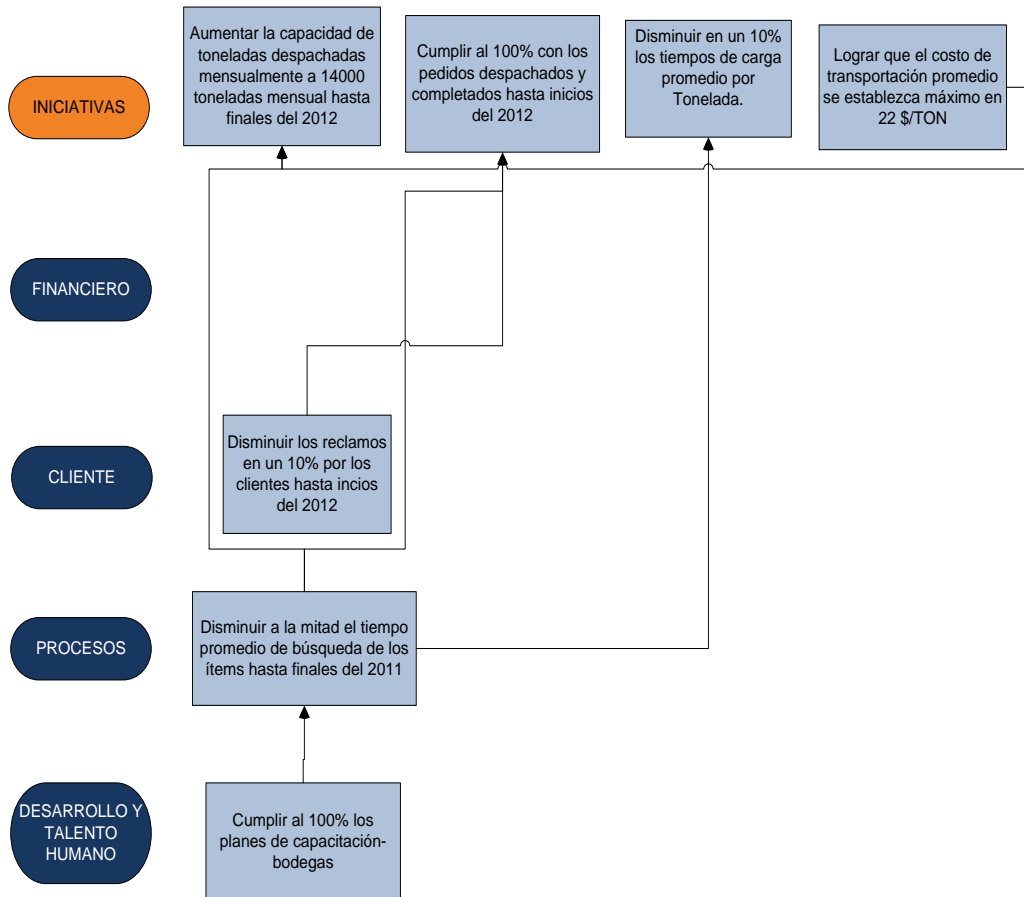 INICIATIVAS
Aumentar la capacidad de
toneladas despachadas
mensualmente a 14000
toneladas mensual hasta
finales del 2012
Cumplir al 100% con los
pedidos despachados y
completados hasta inicios
del 2012
Disminuir en un 10%
los tiempos de carga
promedio por
Tonelada.
Lograr que el costo de
transportación promedio
se establezca máximo en
22 $/TON
FINANCIERO
CLIENTE
Disminuir los reclamos
en un 10% por los
clientes hasta incios
del 2012
PROCESOS
Disminuir a la mitad el tiempo
promedio de búsqueda de los
ítems hasta finales del 2011
DESARROLLO Y
TALENTO
HUMANO
Cumplir al 100% los
planes de capacitación-
bodegas